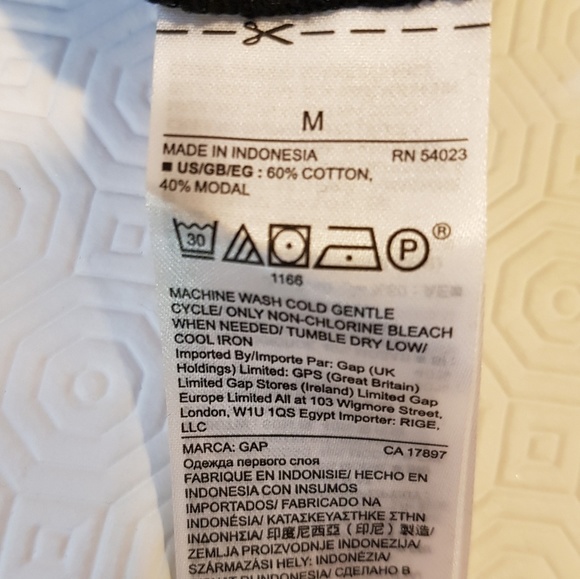 M
MADE IN INDONESIA RN 54023
■ US/GB/EG : 60% COTTON,
40% MODAL
30 P ®
1166
MACHINE WASH COLD GENTLE
CYCLE/ ONLY NON-CHLORINE BLEACH
WHEN NEEDED/ TUMBLE DRY LOW/
COOL IRON
Imported By/Importe Par: Gap (UK
Holdings) Limited: GPS (Great Britain)
Limited Gap Stores (Ireland) Limited Gap
Europe Limited All at 103 Wigmore Street,
London, W1U 1QS Egypt Importer: RIGE,
LLC
MARCA: GAP CA 17897
Одежда первого слоя
FABRIQUE EN INDONISIE/ HECHO EN
INDONESIA CON INSUMOS
IMPORTADOS/ FABRICADO NA
INDONÉSIA/ ΚΑΤΑΣΚΕΥΑΣΤΗΚΕ ΣΤΗΝ
ΙΝΔΟΝΗΣΙΑ/ 印度尼西亞（印尼）製造/
ZEMLJA PROIZVODNJE INDONEZIJA/
SZÁRMAZÁSI HELY: INDONÉZIA/
INDONESIA/ СДЕЛАНО В